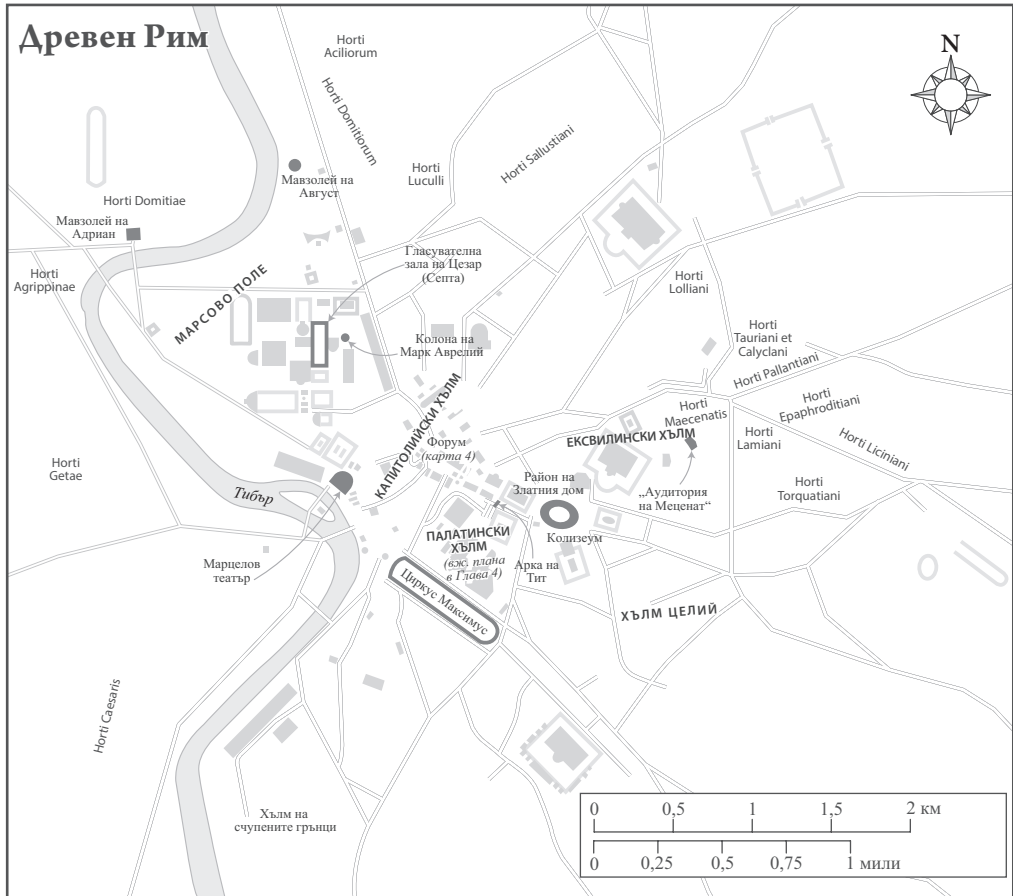 Древен Рим
N
Horti
Aciliorum
Horti Domitiorum
Horti
Luculli
Horti Sallustiani
Мавзолей на
Август
Horti Domitiae
Мавзолей на
Адриан
Horti
Agrippinae
МАРСОВО ПОЛЕ
Гласувателна
зала на Цезар
(Септа)
Колона на
Марк Аврелий
Horti
Lolliani
Horti
Tauriani et
Calyclani
Horti Pallantiani
Horti
Epaphroditiani
Horti
Maecenatis
Horti
Lamiani
Horti Liciniani
Horti
Torquatiani
КАПИТОЛИЙСКИ ХЪЛМ
Форум
(карта 4)
ЕКСВИЛИНСКИ ХЪЛМ
Horti
Getae
Тибър
Район на
Златния дом
„Аудитория
на Меценат“
Колизеум
ПАЛАТИНСКИ
ХЪЛМ
(вж. плана
в Глава 4)
Арка на
Тит
Марцелов
театър
Циркус Максимус
ХЪЛМ ЦЕЛИЙ
Horti Caesaris
Хълм на
счупените грънци
0 0,5 1 1,5 2 км
0 0,25 0,5 0,75 1 мили